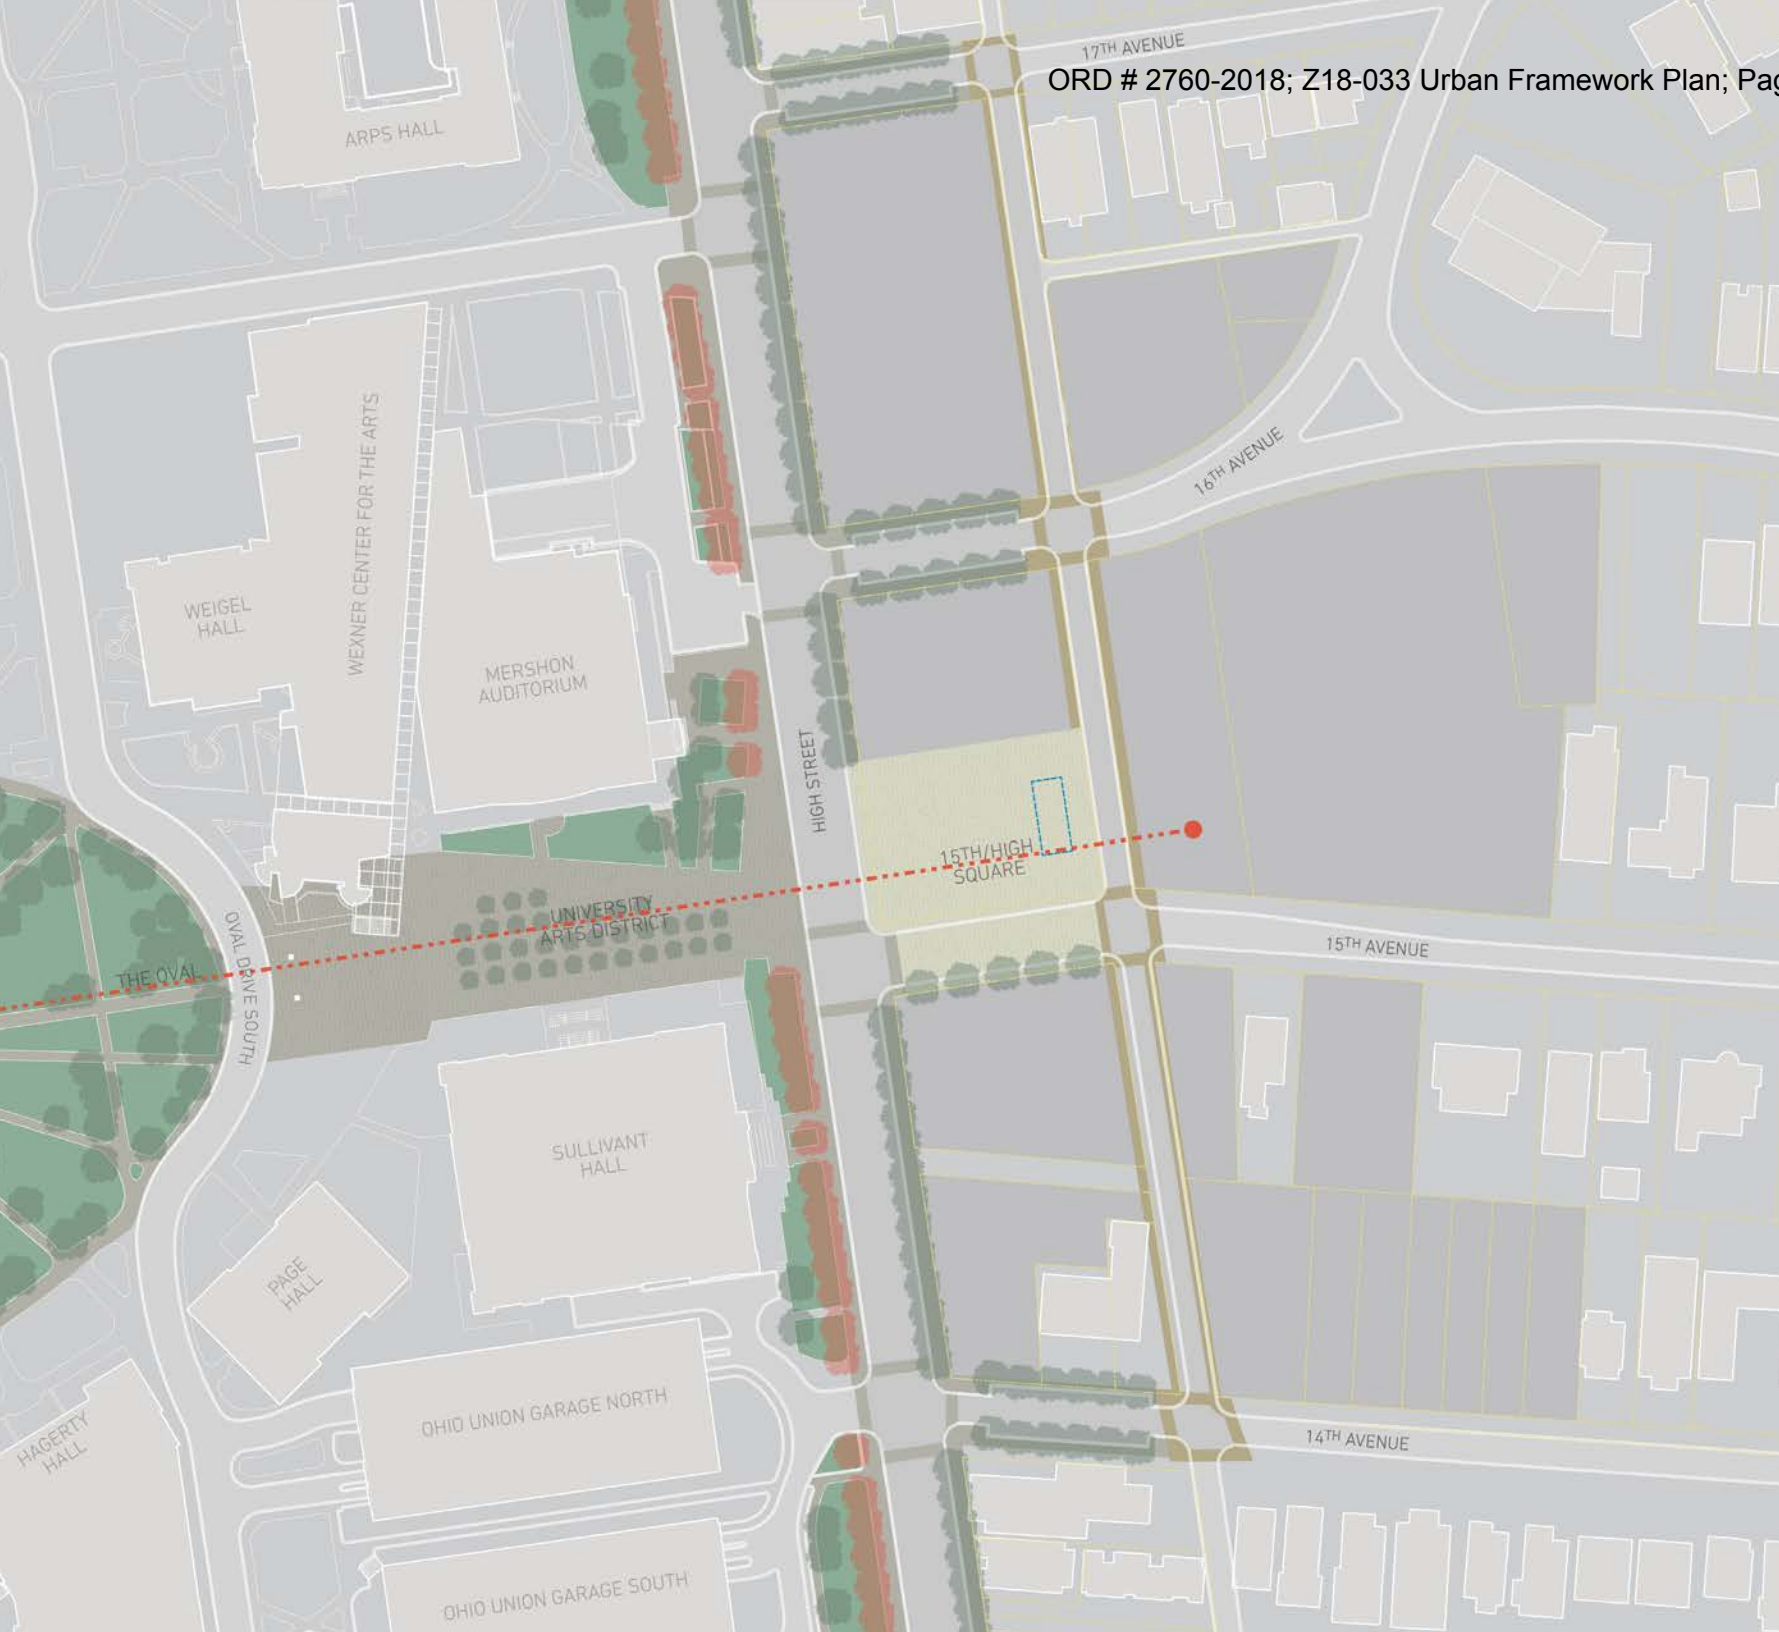 17TH AVENUE
ORD # 2760-2018; Z18-033 Urban Framework Plan; Pag
ARPS HALL
16TH AVENUE
WEXNER CENTER FOR THE ARTS
WEIGEL
HALL
MERSHON
AUDITORIUM
HIGH STREET
15TH/HIGH
SQUARE
UNIVERSITY
ARTS DISTRICT
THE OVAL
OVAL DRIVE SOUTH
15TH AVENUE
SULLIVANT
HALL
PAGE
HALL
OHIO UNION GARAGE NORTH
HAGERTY
HALL
14TH AVENUE
OHIO UNION GARAGE SOUTH